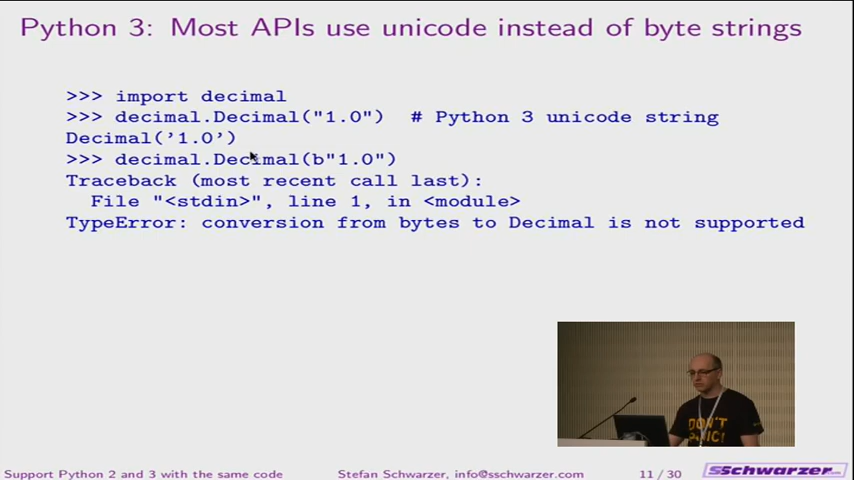 Python 3: Most APIs use unicode instead of byte strings
>>> import decimal
>>> decimal.Decimal("1.0")  # Python 3 unicode string
Decimal('1.0')
>>> decimal.Decimal(b"1.0")
Traceback (most recent call last):
  File "<stdin>", line 1, in <module>
TypeError: conversion from bytes to Decimal is not supported
DON'T
PANIC!
Support Python 2 and 3 with the same code Stefan Schwarzer, info@sschwarzer.com 11 / 30 SSchwarzer.com